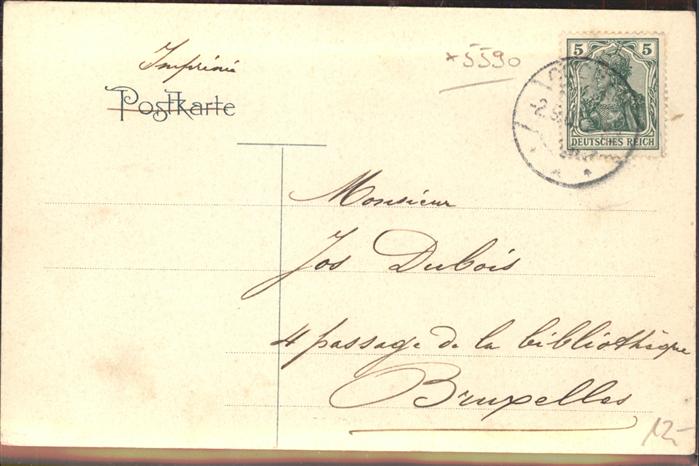 Imprimé
*5590
Postkarte
5 5
DEUTSCHES REICH
Monsieur
Jos Dubois
4 passage de la bibliothèque
Bruxelles
12-